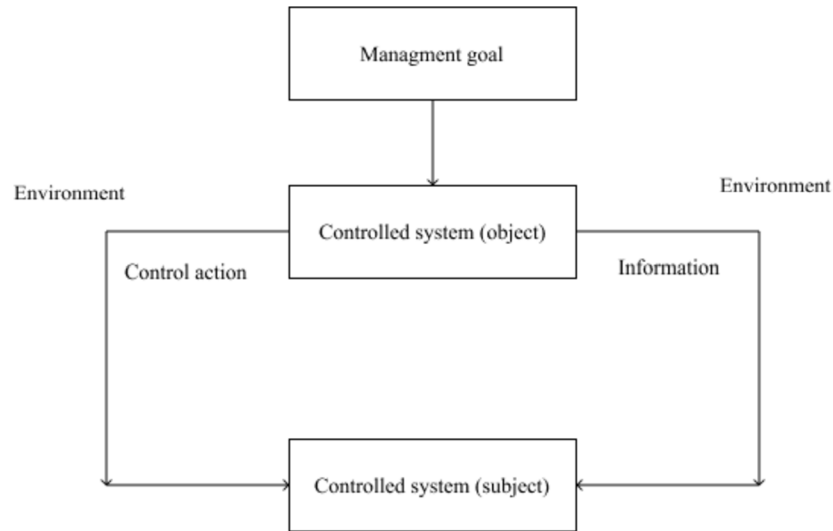 Managment goal
Environment
Environment
Controlled system (object)
Control action
Information
Controlled system (subject)